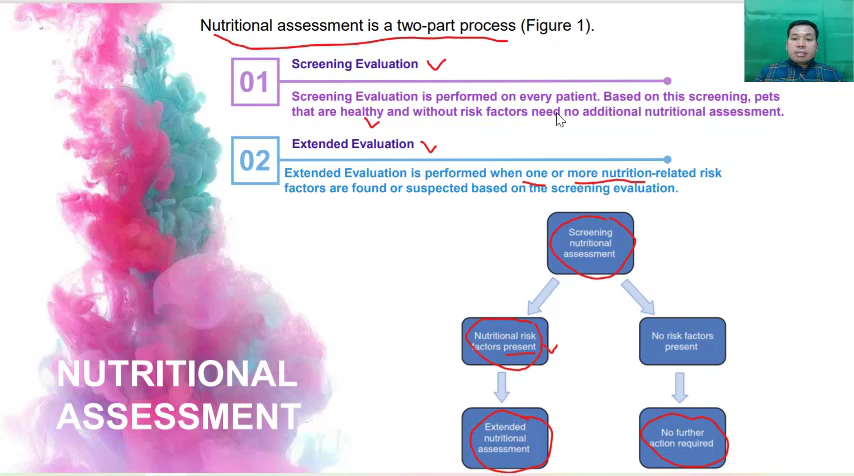 Nutritional assessment is a two-part process (Figure 1).
01
Screening Evaluation
Screening Evaluation is performed on every patient. Based on this screening, pets
that are healthy and without risk factors need no additional nutritional assessment.
02
Extended Evaluation
Extended Evaluation is performed when one or more nutrition-related risk
factors are found or suspected based on the screening evaluation.
Screening
nutritional
assessment
Nutritional risk
factors present
No risk factors
present
Extended
nutritional
assessment
No further
action required
NUTRITIONAL
ASSESSMENT